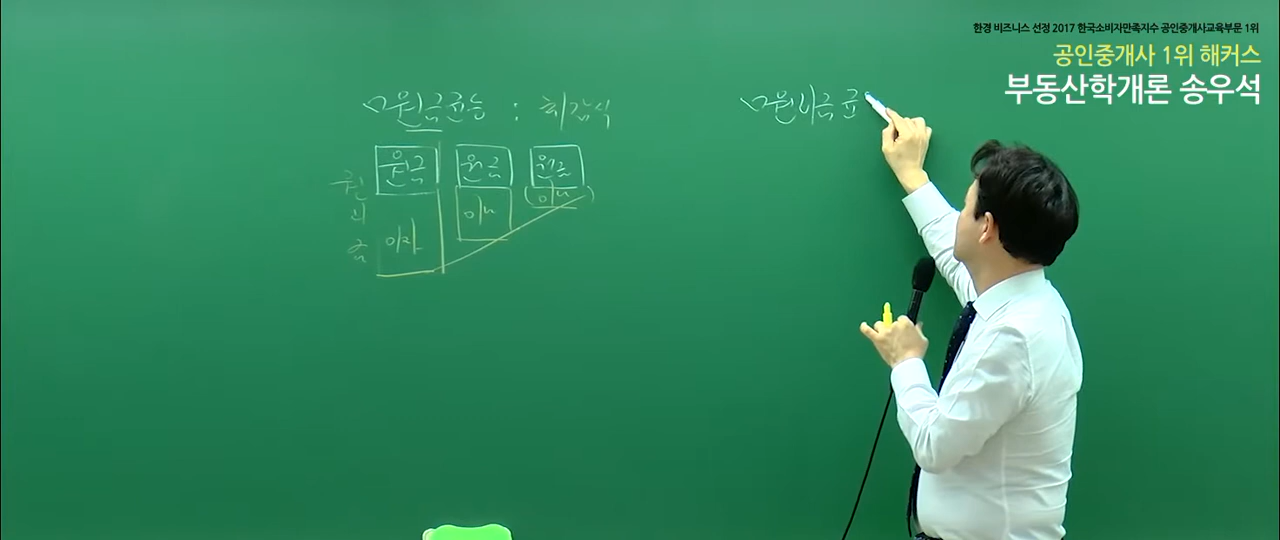 한경 비즈니스 선정 2017 한국소비자만족지수 공인중개사교육부문 1위
공인중개사 1위 해커스
부동산학개론 송우석
원금균등 : 체감식
원금 원금 원금
원리금
이자 이자 이자
원리금균